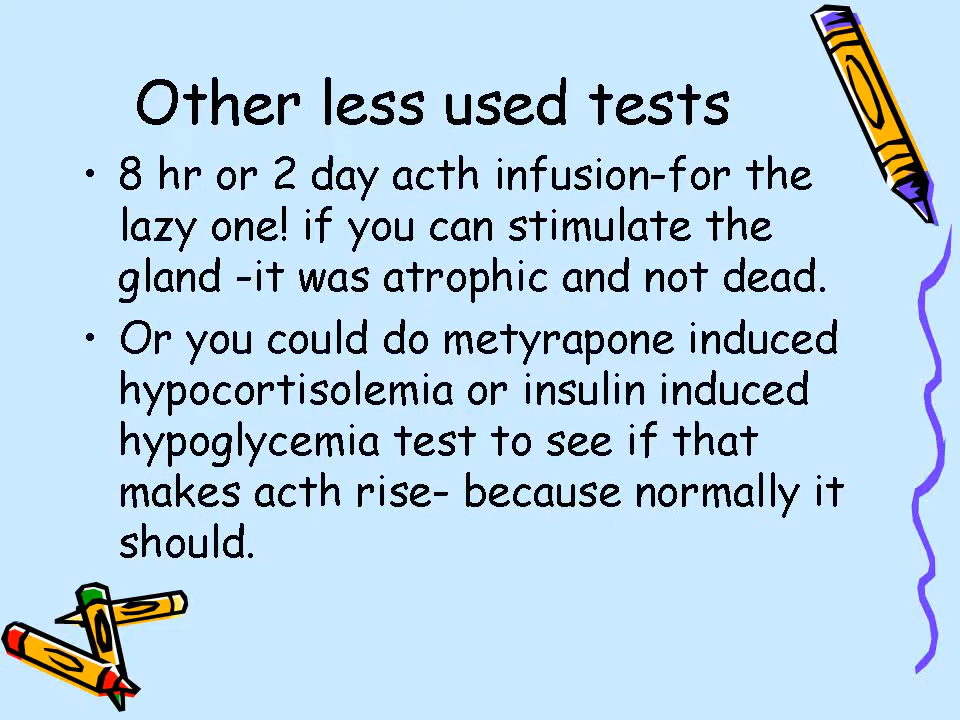 Other less used tests
• 8 hr or 2 day acth infusion-for the
lazy one! if you can stimulate the
gland -it was atrophic and not dead.
• Or you could do metyrapone induced
hypocortisolemia or insulin induced
hypoglycemia test to see if that
makes acth rise- because normally it
should.